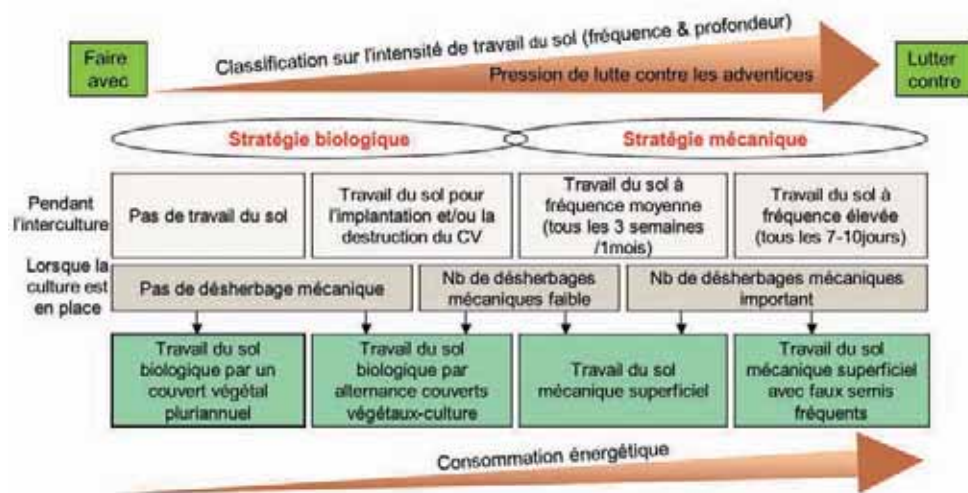 Faire
avec
Classification sur l'intensité de travail du sol (fréquence & profondeur)
Pression de lutte contre les adventices
Lutter
contre
Stratégie biologique
Stratégie mécanique
Pendant
l'interculture
Pas de travail du sol
Travail du sol pour
l'implantation et/ou la
destruction du CV
Travail du sol à
fréquence moyenne
(tous les 3 semaines
/1mois)
Travail du sol à
fréquence élevée
(tous les 7-10jours)
Lorsque la
culture est
en place
Pas de désherbage mécanique
Nb de désherbages
mécaniques faible
Nb de désherbages mécaniques
important
Travail du sol
biologique par un
couvert végétal
pluriannuel
Travail du sol
biologique par
alternance couverts
végétaux-culture
Travail du sol
mécanique superficiel
Travail du sol
mécanique superficiel
avec faux semis
fréquents
Consommation énergétique